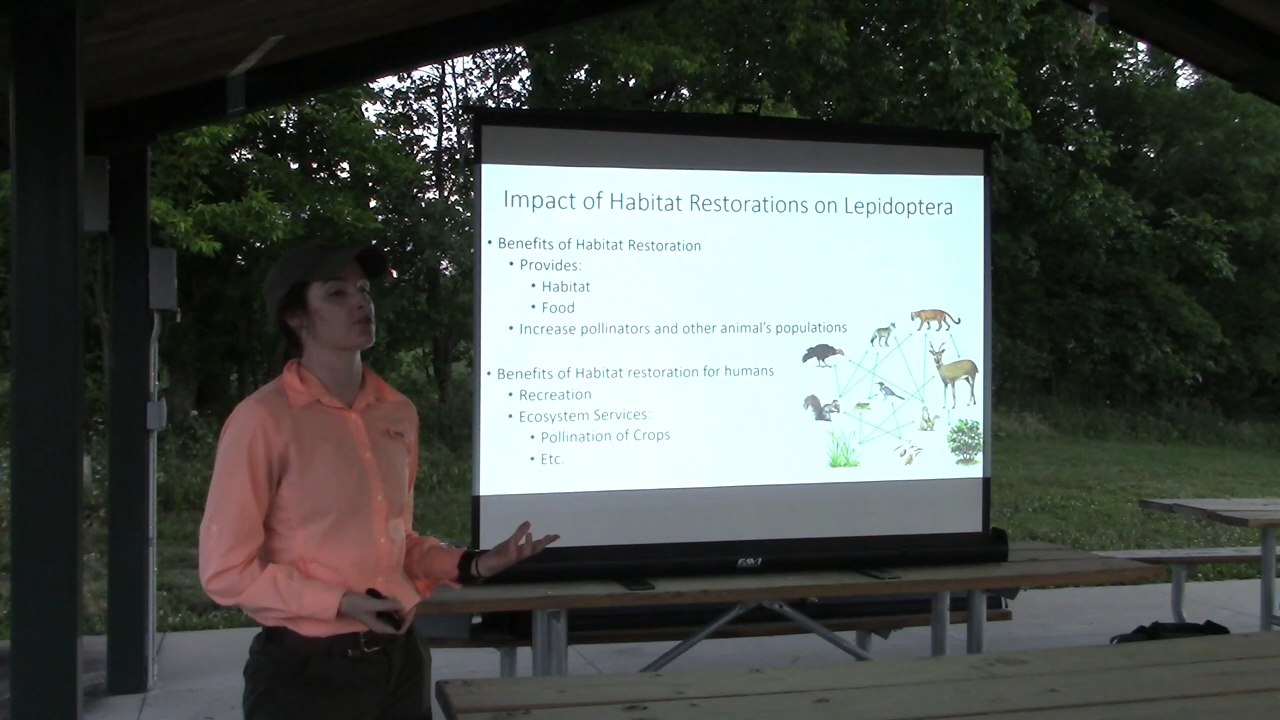 Impact of Habitat Restorations on Lepidoptera
• Benefits of Habitat Restoration
• Provides:
• Habitat
• Food
• Increase pollinators and other animal's populations
• Benefits of Habitat restoration for humans
• Recreation
• Ecosystem Services:
• Pollination of Crops
• Etc.